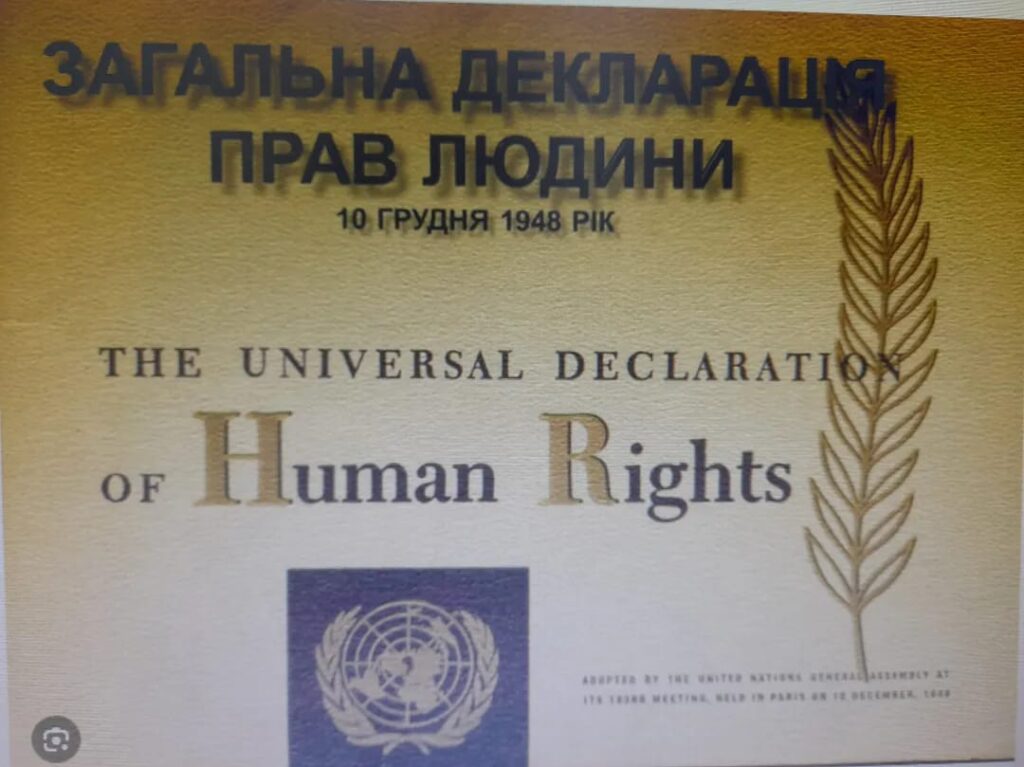 ЗАГАЛЬНА ДЕКЛАРАЦІЯ
ПРАВ ЛЮДИНИ
10 ГРУДНЯ 1948 РІК
THE UNIVERSAL DECLARATION
OF Human Rights
ADOPTED BY THE UNITED NATIONS GENERAL ASSEMBLY AT
ITS MEETING, HELD IN PARIS ON 10 DECEMBER, 1948